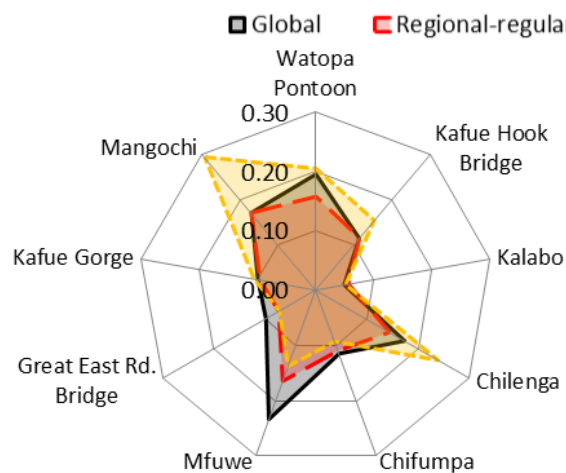 Global
Regional-regular
Watopa
Pontoon
0.30
Mangochi
Kafue Hook
Bridge
0.20
0.10
Kafue Gorge
Kalabo
0.00
Great East Rd.
Bridge
Chilenga
Mfuwe
Chifumpa